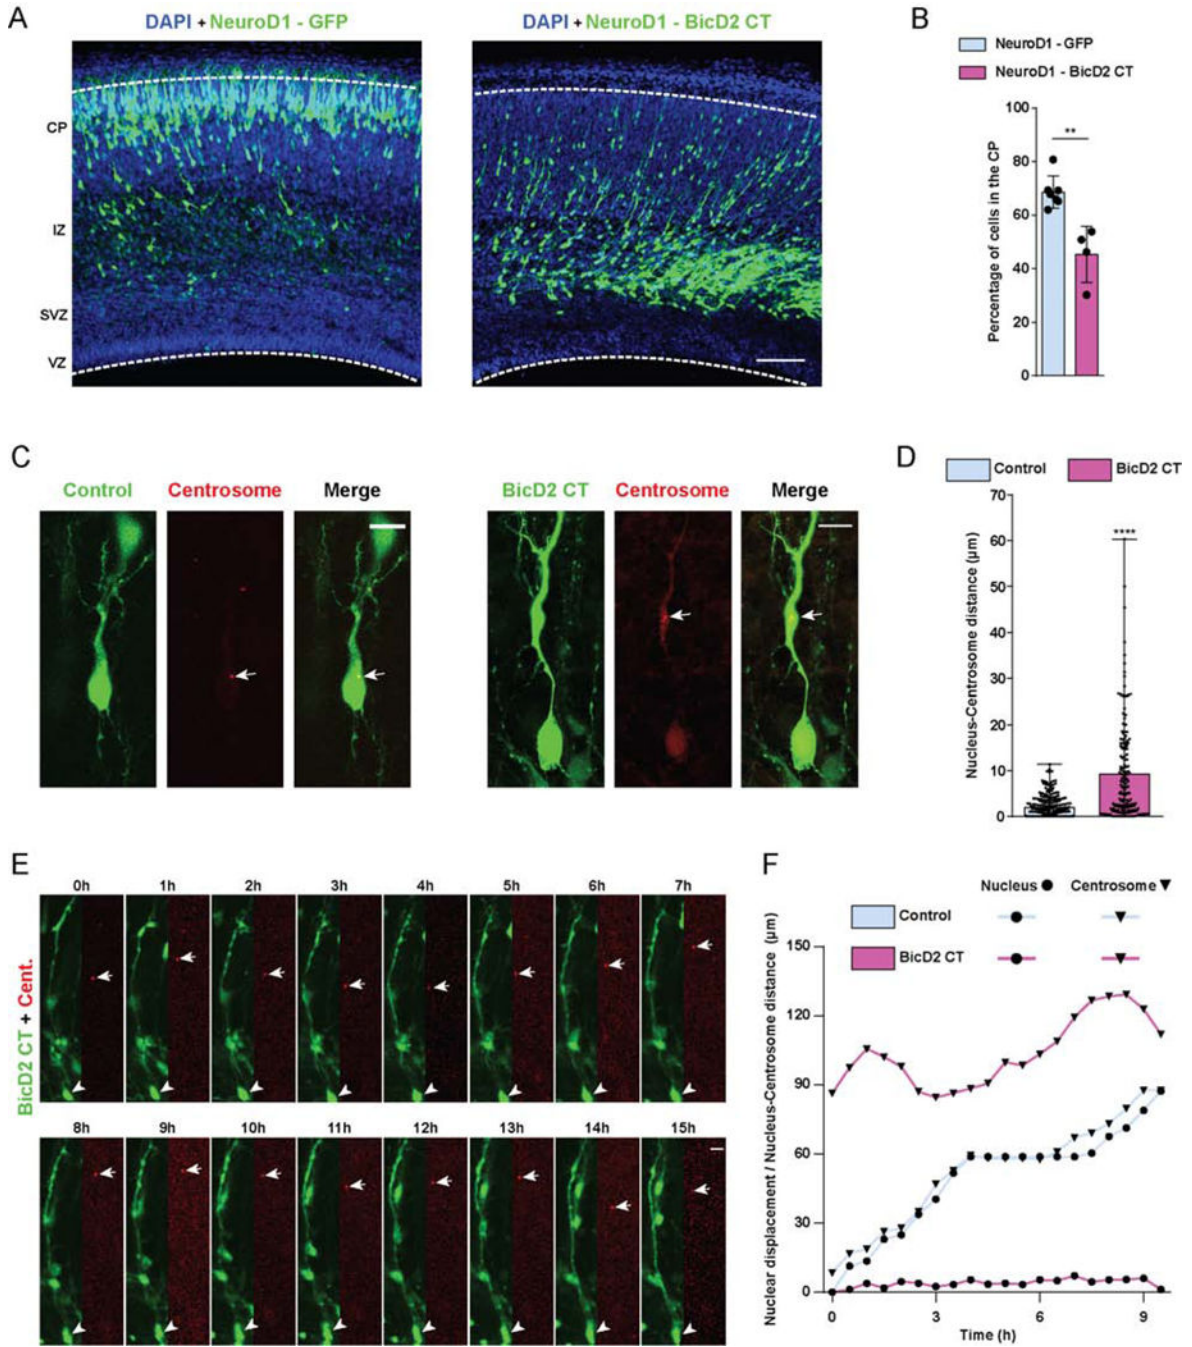 A
DAPI + NeuroD1 - GFP
DAPI + NeuroD1 - BicD2 CT
CP
IZ
SVZ
VZ
B
NeuroD1 - GFP
NeuroD1 - BicD2 CT
Percentage of cells in the CP
100
80
60
40
20
0
**
C
Control
Centrosome
Merge
BicD2 CT
Centrosome
Merge
D
Control
BicD2 CT
Nucleus-Centrosome distance (µm)
70
60
50
40
30
20
10
0
****
E
BicD2 CT + Cent.
0h
1h
2h
3h
4h
5h
6h
7h
8h
9h
10h
11h
12h
13h
14h
15h
F
Nucleus
Centrosome
Control
BicD2 CT
Nuclear displacement / Nucleus-Centrosome distance (µm)
150
120
90
60
30
0
0
3
6
9
Time (h)